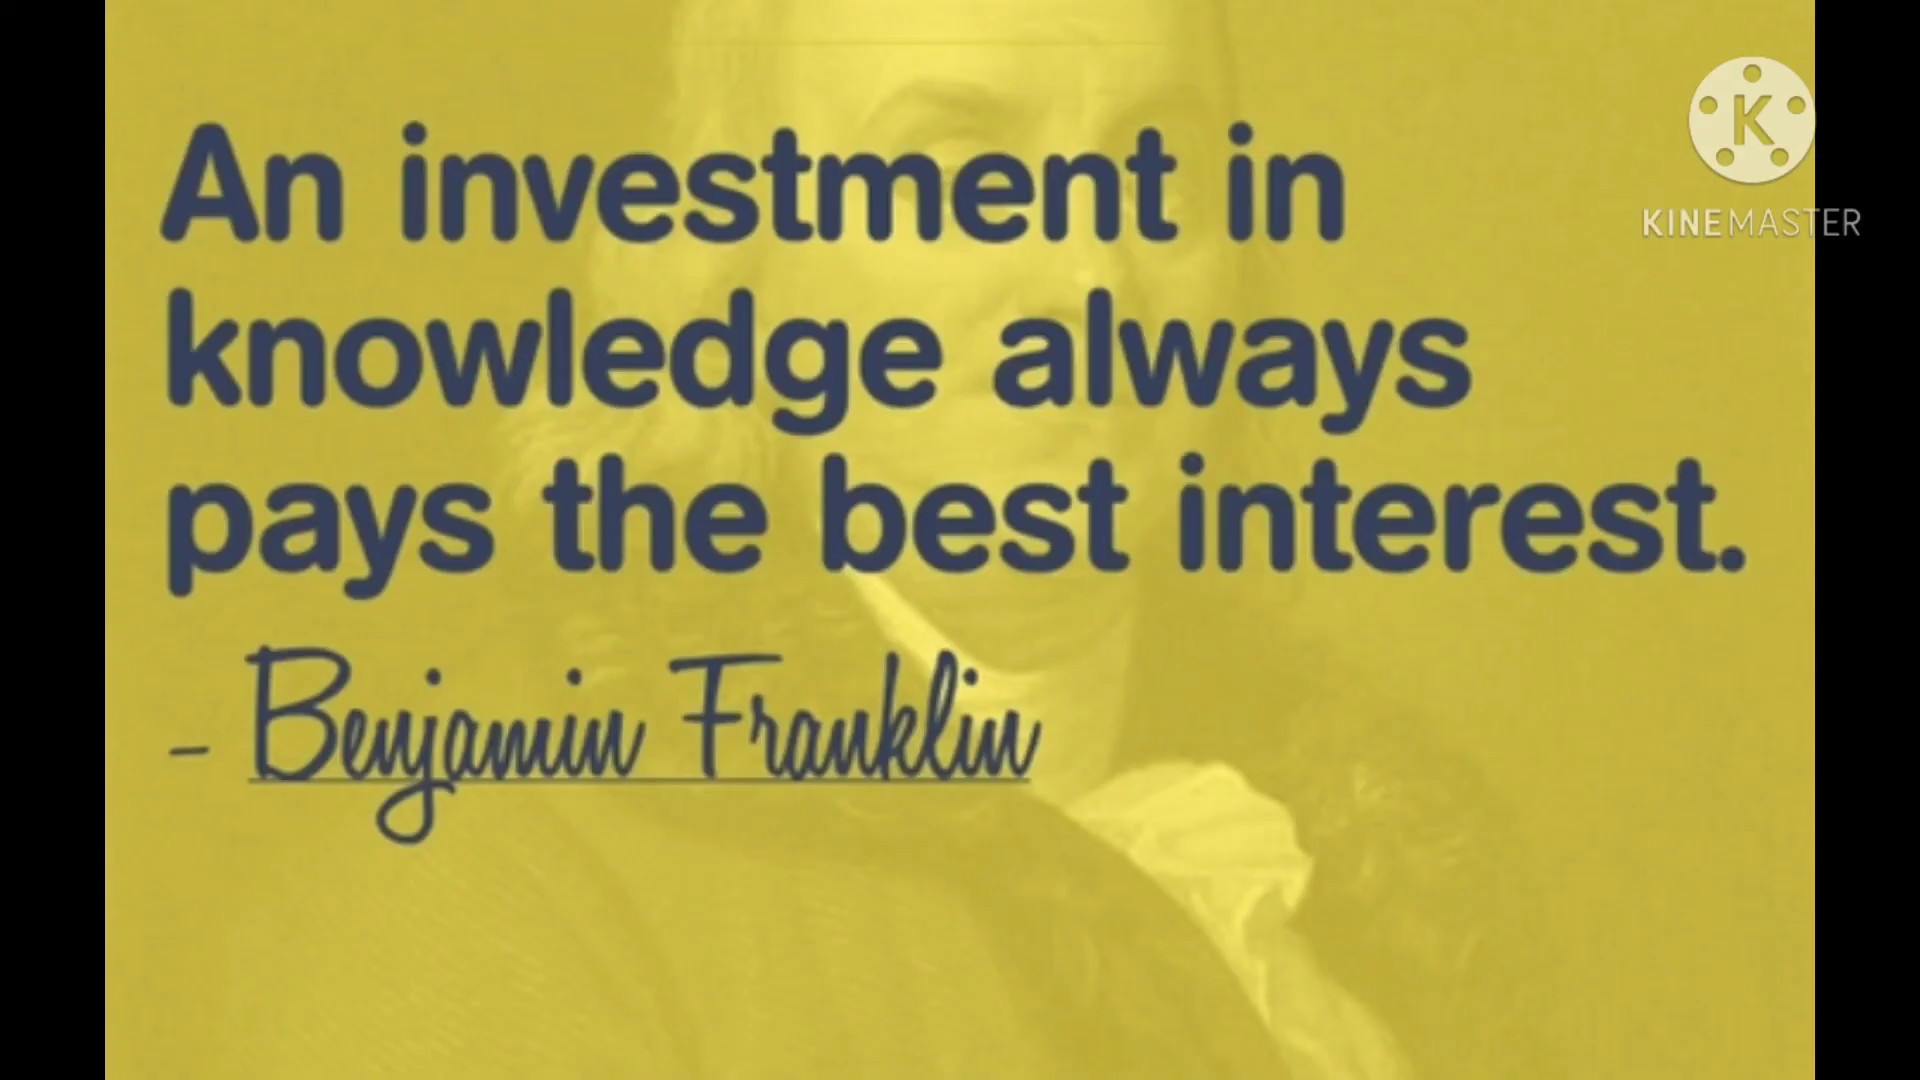 An investment in
knowledge always
pays the best interest.
- Benjamin Franklin
K
KINEMASTER